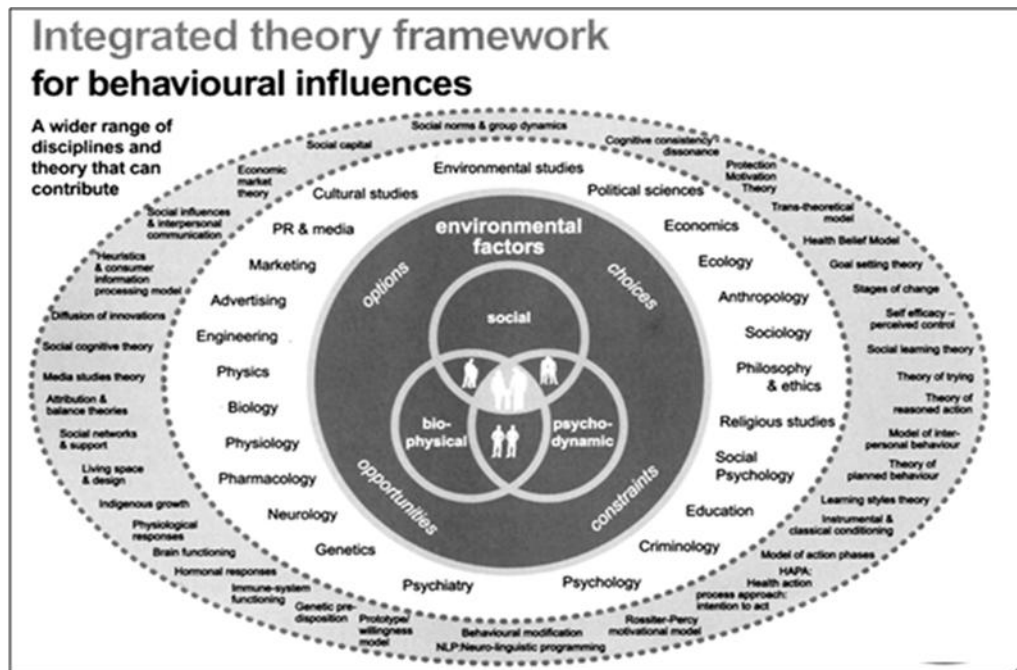 Integrated theory framework
for behavioural influences
A wider range of
disciplines and
theory that can
contribute
Social norms & group dynamics
Social capital
Economic
market
theory
Social influences
& interpersonal
communication
Heuristics
& consumer
information
processing model
Diffusion of innovations
Social cognitive theory
Media studies theory
Attribution &
balance theories
Social networks
& support
Living space
& design
Indigenous growth
Physiological
responses
Brain functioning
Hormonal responses
Immune-system
functioning
Genetic pre-
disposition
Prototype/
willingness
model
Behavioural modification
NLP:Neuro-linguistic programming
Cognitive consistency
dissonance
Protection
Motivation
Theory
Trans-theoretical
model
Health Belief Model
Goal setting theory
Stages of change
Self efficacy –
perceived control
Social learning theory
Theory of trying
Theory of
reasoned action
Model of inter-
personal behaviour
Theory of
planned behaviour
Learning styles theory
Instrumental &
classical conditioning
Model of action phases
HAPA:
Health action
process approach:
intention to act
Rossiter-Percy
motivational model
Environmental studies
Cultural studies
PR & media
Marketing
Advertising
Engineering
Physics
Biology
Physiology
Pharmacology
Neurology
Genetics
Psychiatry
Political sciences
Economics
Ecology
Anthropology
Sociology
Philosophy
& ethics
Religious studies
Social
Psychology
Education
Criminology
Psychology
environmental
factors
options
choices
opportunities
constraints
social
bio-
physical
psycho-
dynamic